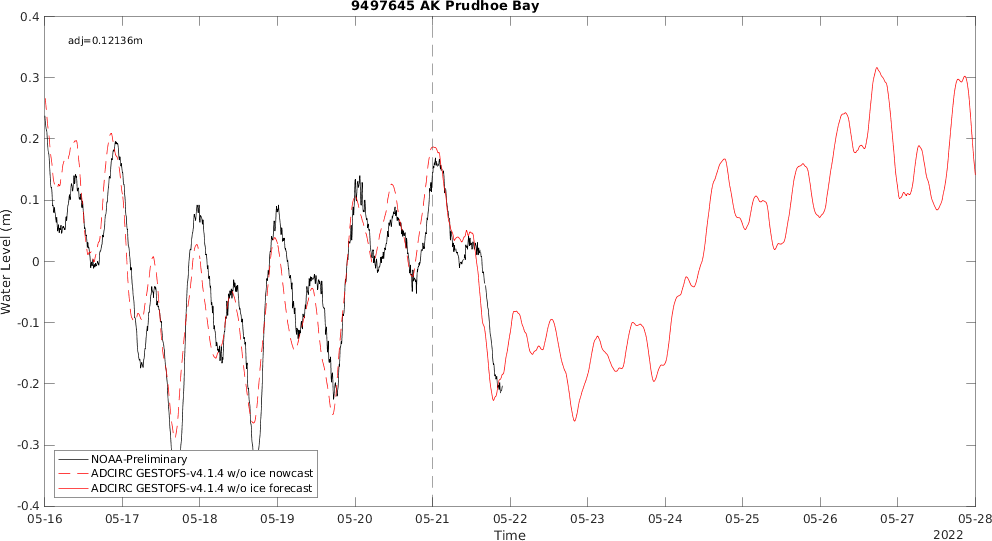 9497645 AK Prudhoe Bay
adj=0.12136m
Water Level (m)
0.4
0.3
0.2
0.1
0
-0.1
-0.2
-0.3
-0.4
NOAA-Preliminary
ADCIRC GESTOFS-v4.1.4 w/o ice nowcast
ADCIRC GESTOFS-v4.1.4 w/o ice forecast
05-16 05-17 05-18 05-19 05-20 05-21 05-22 05-23 05-24 05-25 05-26 05-27 05-28
Time
2022